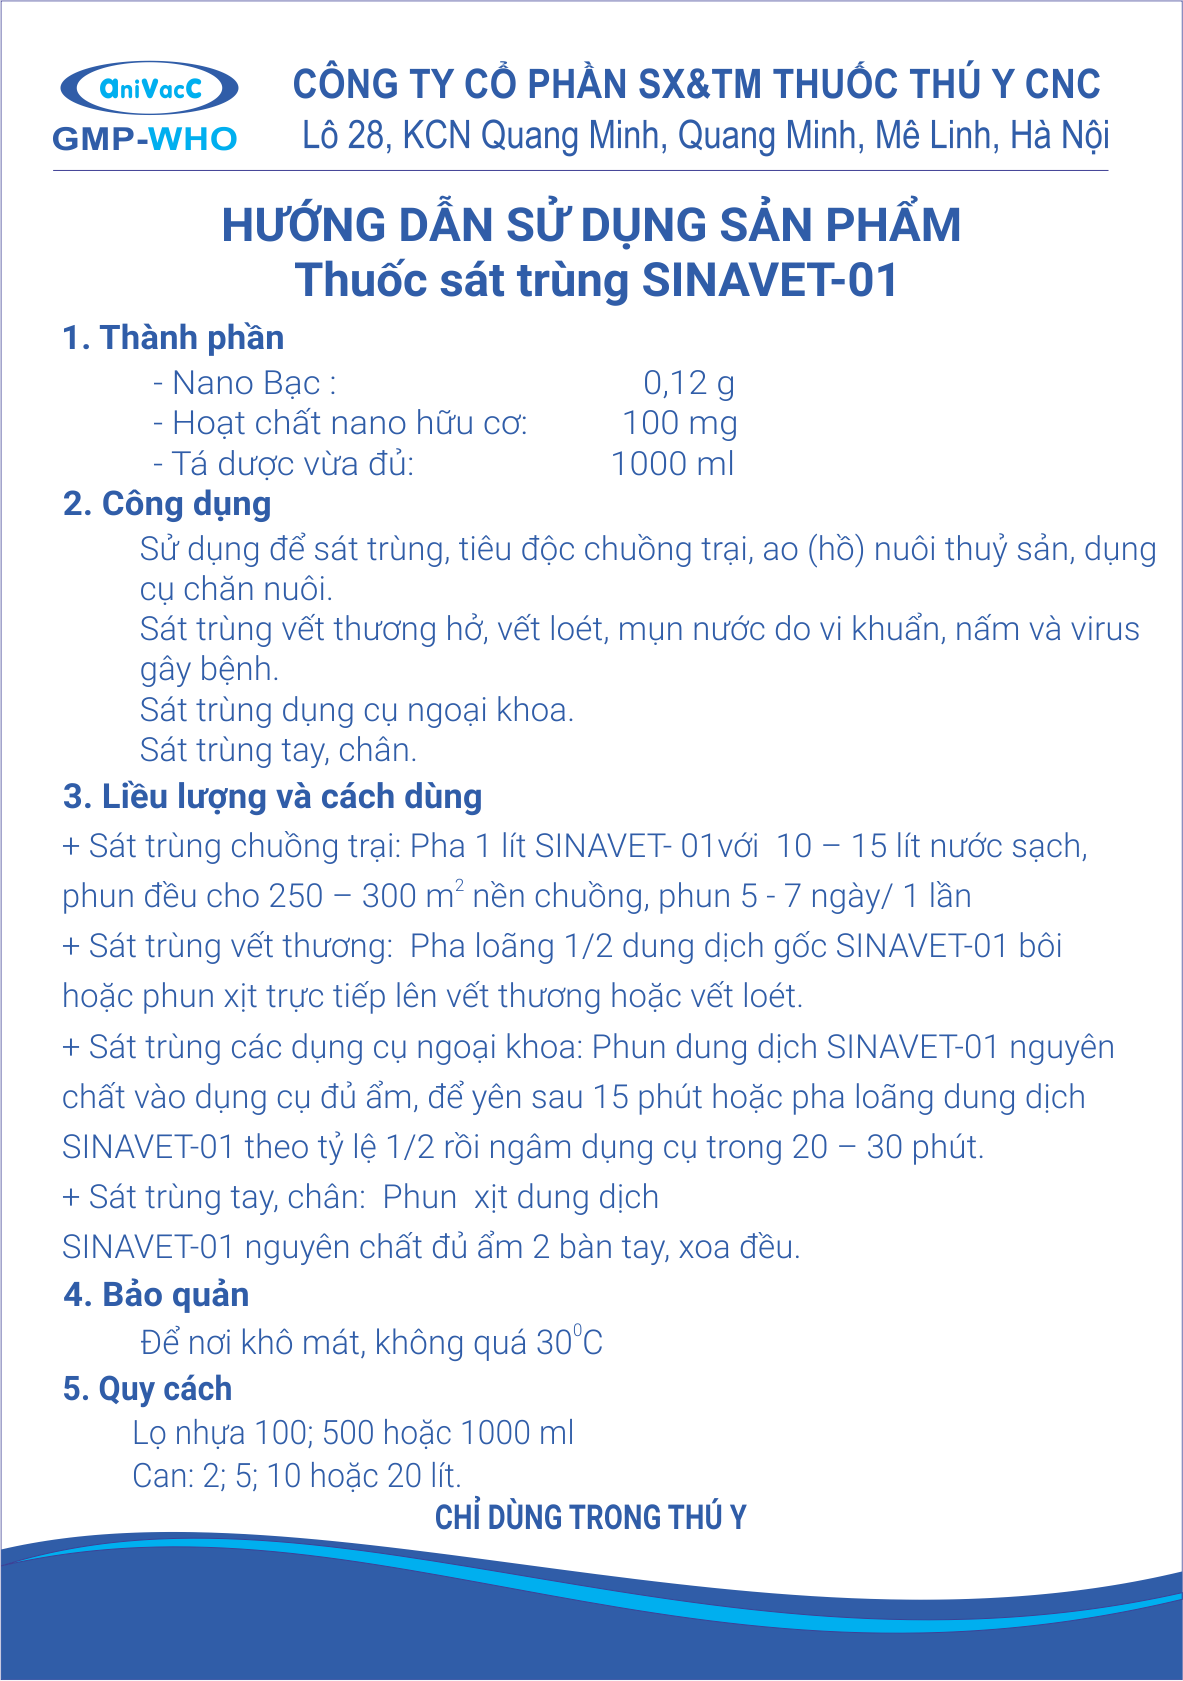 aniVacC
GMP-WHO
CÔNG TY CỔ PHẦN SX&TM THUỐC THÚ Y CNC
Lô 28, KCN Quang Minh, Quang Minh, Mê Linh, Hà Nội
HƯỚNG DẪN SỬ DỤNG SẢN PHẨM
Thuốc sát trùng SINAVET-01
1. Thành phần
- Nano Bạc : 0,12 g
- Hoạt chất nano hữu cơ: 100 mg
- Tá dược vừa đủ: 1000 ml
2. Công dụng
Sử dụng để sát trùng, tiêu độc chuồng trại, ao (hồ) nuôi thuỷ sản, dụng
cụ chăn nuôi.
Sát trùng vết thương hở, vết loét, mụn nước do vi khuẩn, nấm và virus
gây bệnh.
Sát trùng dụng cụ ngoại khoa.
Sát trùng tay, chân.
3. Liều lượng và cách dùng
+ Sát trùng chuồng trại: Pha 1 lít SINAVET- 01với 10 – 15 lít nước sạch,
phun đều cho 250 – 300 m² nền chuồng, phun 5 - 7 ngày/ 1 lần
+ Sát trùng vết thương: Pha loãng 1/2 dung dịch gốc SINAVET-01 bôi
hoặc phun xịt trực tiếp lên vết thương hoặc vết loét.
+ Sát trùng các dụng cụ ngoại khoa: Phun dung dịch SINAVET-01 nguyên
chất vào dụng cụ đủ ẩm, để yên sau 15 phút hoặc pha loãng dung dịch
SINAVET-01 theo tỷ lệ 1/2 rồi ngâm dụng cụ trong 20 – 30 phút.
+ Sát trùng tay, chân: Phun xịt dung dịch
SINAVET-01 nguyên chất đủ ẩm 2 bàn tay, xoa đều.
4. Bảo quản
Để nơi khô mát, không quá 30⁰C
5. Quy cách
Lọ nhựa 100; 500 hoặc 1000 ml
Can: 2; 5; 10 hoặc 20 lít.
CHỈ DÙNG TRONG THÚ Y